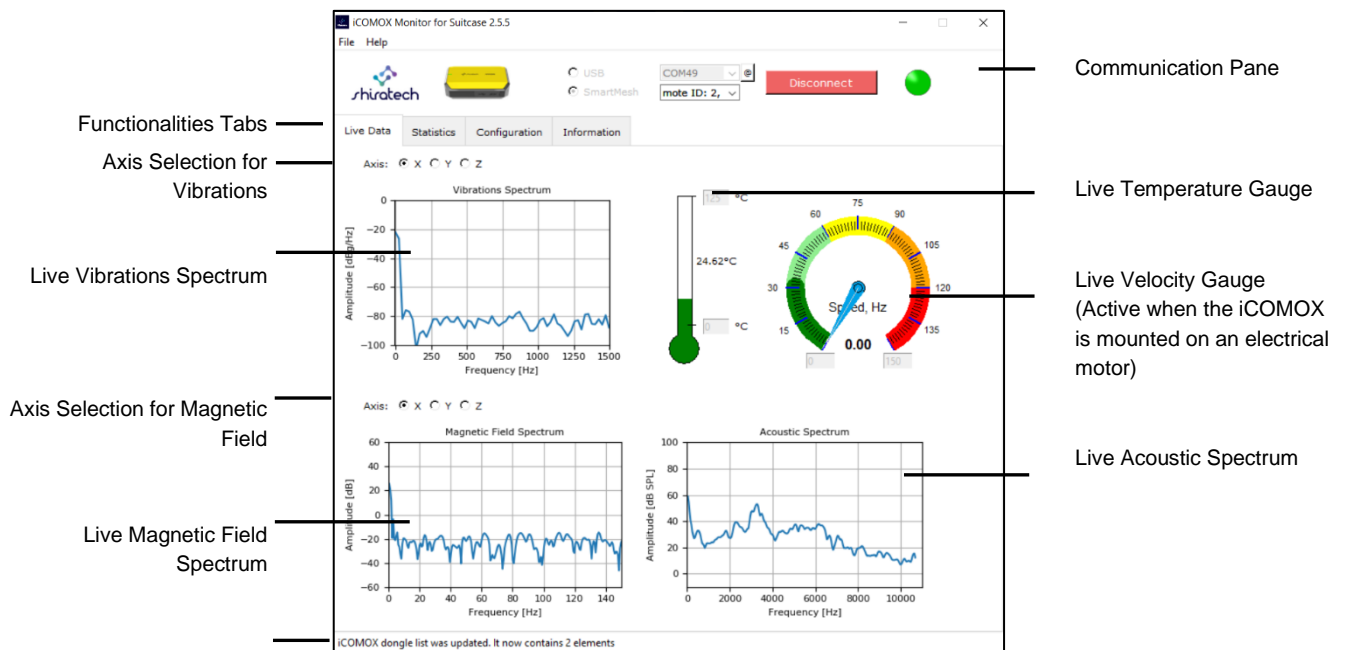 iCOMOX Monitor for Suitcase 2.5.5
File Help
shiratech
USB
SmartMesh
COM49
@
mote ID: 2,
Disconnect
Communication Pane
Functionalities Tabs
Live Data Statistics Configuration Information
Axis Selection for
Vibrations
Axis: X Y Z
Vibrations Spectrum
0
−20
−40
−60
−80
−100
Amplitude [dBg/Hz]
0 250 500 750 1000 1250 1500
Frequency [Hz]
Live Vibrations Spectrum
125 °C
24.62°C
0 °C
Live Temperature Gauge
15 30 45 60 75 90 105 120 135
Speed, Hz
0.00
0 150
Live Velocity Gauge
(Active when the iCOMOX
is mounted on an electrical
motor)
Axis Selection for Magnetic
Field
Axis: X Y Z
Magnetic Field Spectrum
60
40
20
0
−20
−40
−60
Amplitude [dB]
0 20 40 60 80 100 120 140
Frequency [Hz]
Live Magnetic Field
Spectrum
Acoustic Spectrum
100
80
60
40
20
0
Amplitude [dB SPL]
0 2000 4000 6000 8000 10000
Frequency [Hz]
Live Acoustic Spectrum
iCOMOX dongle list was updated. It now contains 2 elements